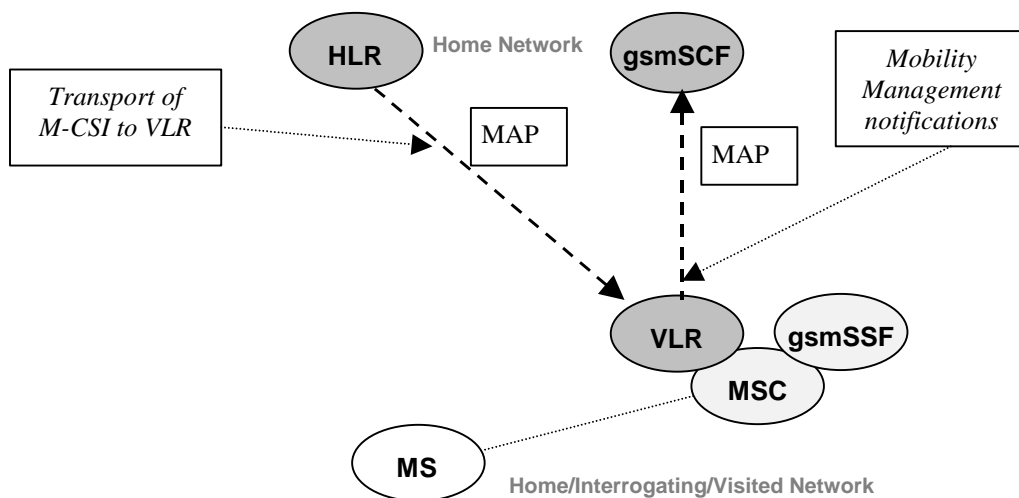 HLR
Home Network
gsmSCF
Mobility
Management
notifications
Transport of
M-CSI to VLR
MAP
MAP
VLR
gsmSSF
MSC
MS
Home/Interrogating/Visited Network